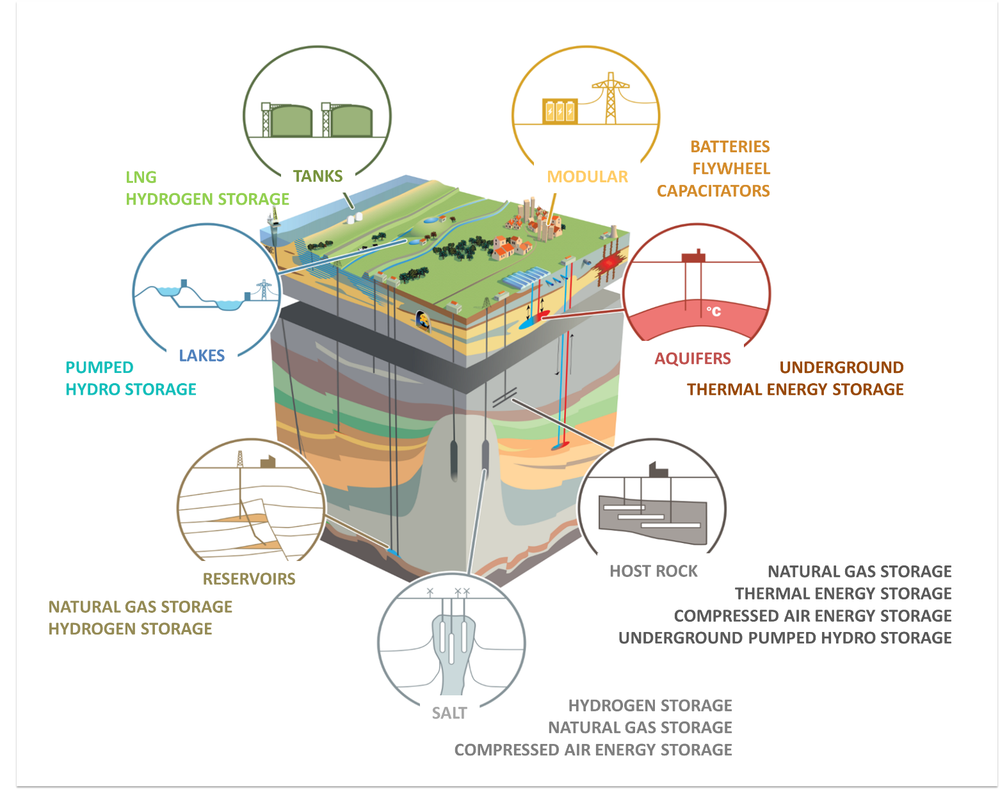 TANKS
LNG
HYDROGEN STORAGE
MODULAR
BATTERIES
FLYWHEEL
CAPACITATORS
LAKES
PUMPED
HYDRO STORAGE
°C
AQUIFERS
UNDERGROUND
THERMAL ENERGY STORAGE
RESERVOIRS
NATURAL GAS STORAGE
HYDROGEN STORAGE
HOST ROCK
NATURAL GAS STORAGE
THERMAL ENERGY STORAGE
COMPRESSED AIR ENERGY STORAGE
UNDERGROUND PUMPED HYDRO STORAGE
SALT
HYDROGEN STORAGE
NATURAL GAS STORAGE
COMPRESSED AIR ENERGY STORAGE